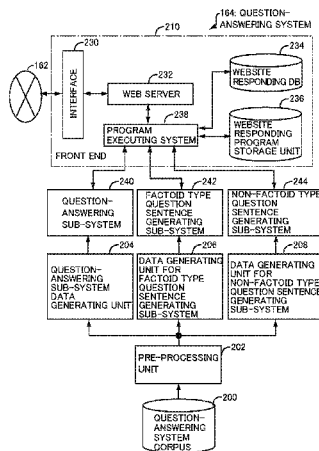 164: QUESTION-
ANSWERING SYSTEM
210
230
162
INTERFACE
232
WEB SERVER
238
PROGRAM
EXECUTING SYSTEM
234
WEBSITE
RESPONDING DB
236
WEBSITE
RESPONDING
PROGRAM
STORAGE UNIT
FRONT END
240
QUESTION-
ANSWERING
SUB-SYSTEM
242
FACTOID TYPE
QUESTION
SENTENCE
GENERATING
SUB-SYSTEM
244
NON-FACTOID TYPE
QUESTION
SENTENCE
GENERATING
SUB-SYSTEM
204
QUESTION-
ANSWERING
SUB-SYSTEM
DATA
GENERATING UNIT
206
DATA GENERATING
UNIT FOR
FACTOID TYPE
QUESTION
SENTENCE
GENERATING
SUB-SYSTEM
208
DATA GENERATING
UNIT FOR
NON-FACTOID TYPE
QUESTION SENTENCE
GENERATING
SUB-SYSTEM
202
PRE-PROCESSING
UNIT
200
QUESTION-
ANSWERING
SYSTEM
CORPUS